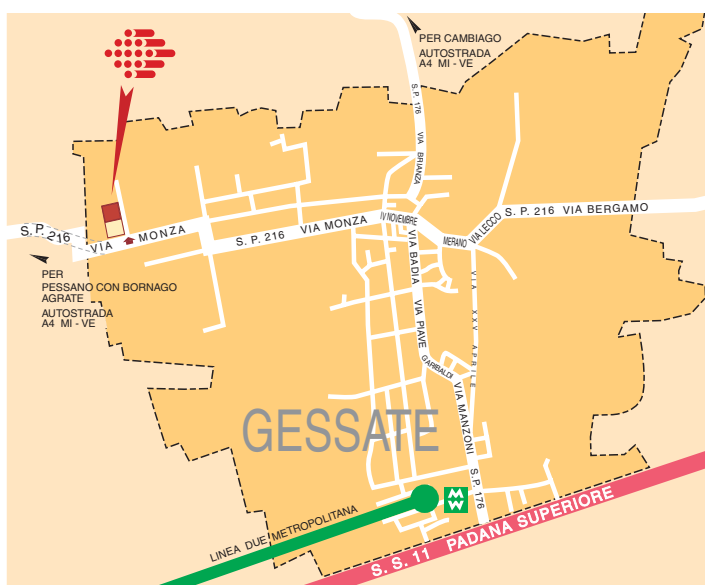 PER CAMBIAGO
AUTOSTRADA
A4 MI - VE
S.P. 176
VIA BRIANZA
S.P. 216
VIA MONZA
S. P. 216 VIA MONZA
IV NOVEMBRE
MERANO
VIA LECCO
S. P. 216 VIA BERGAMO
PER
PESSANO CON BORNAGO
AGRATE
AUTOSTRADA
A4 MI - VE
VIA BADIA
VIA PIAVE
VIA XXV APRILE
GARIBALDI
VIA MANZONI
S.P. 176
GESSATE
LINEA DUE METROPOLITANA
MM
S. S. 11 PADANA SUPERIORE